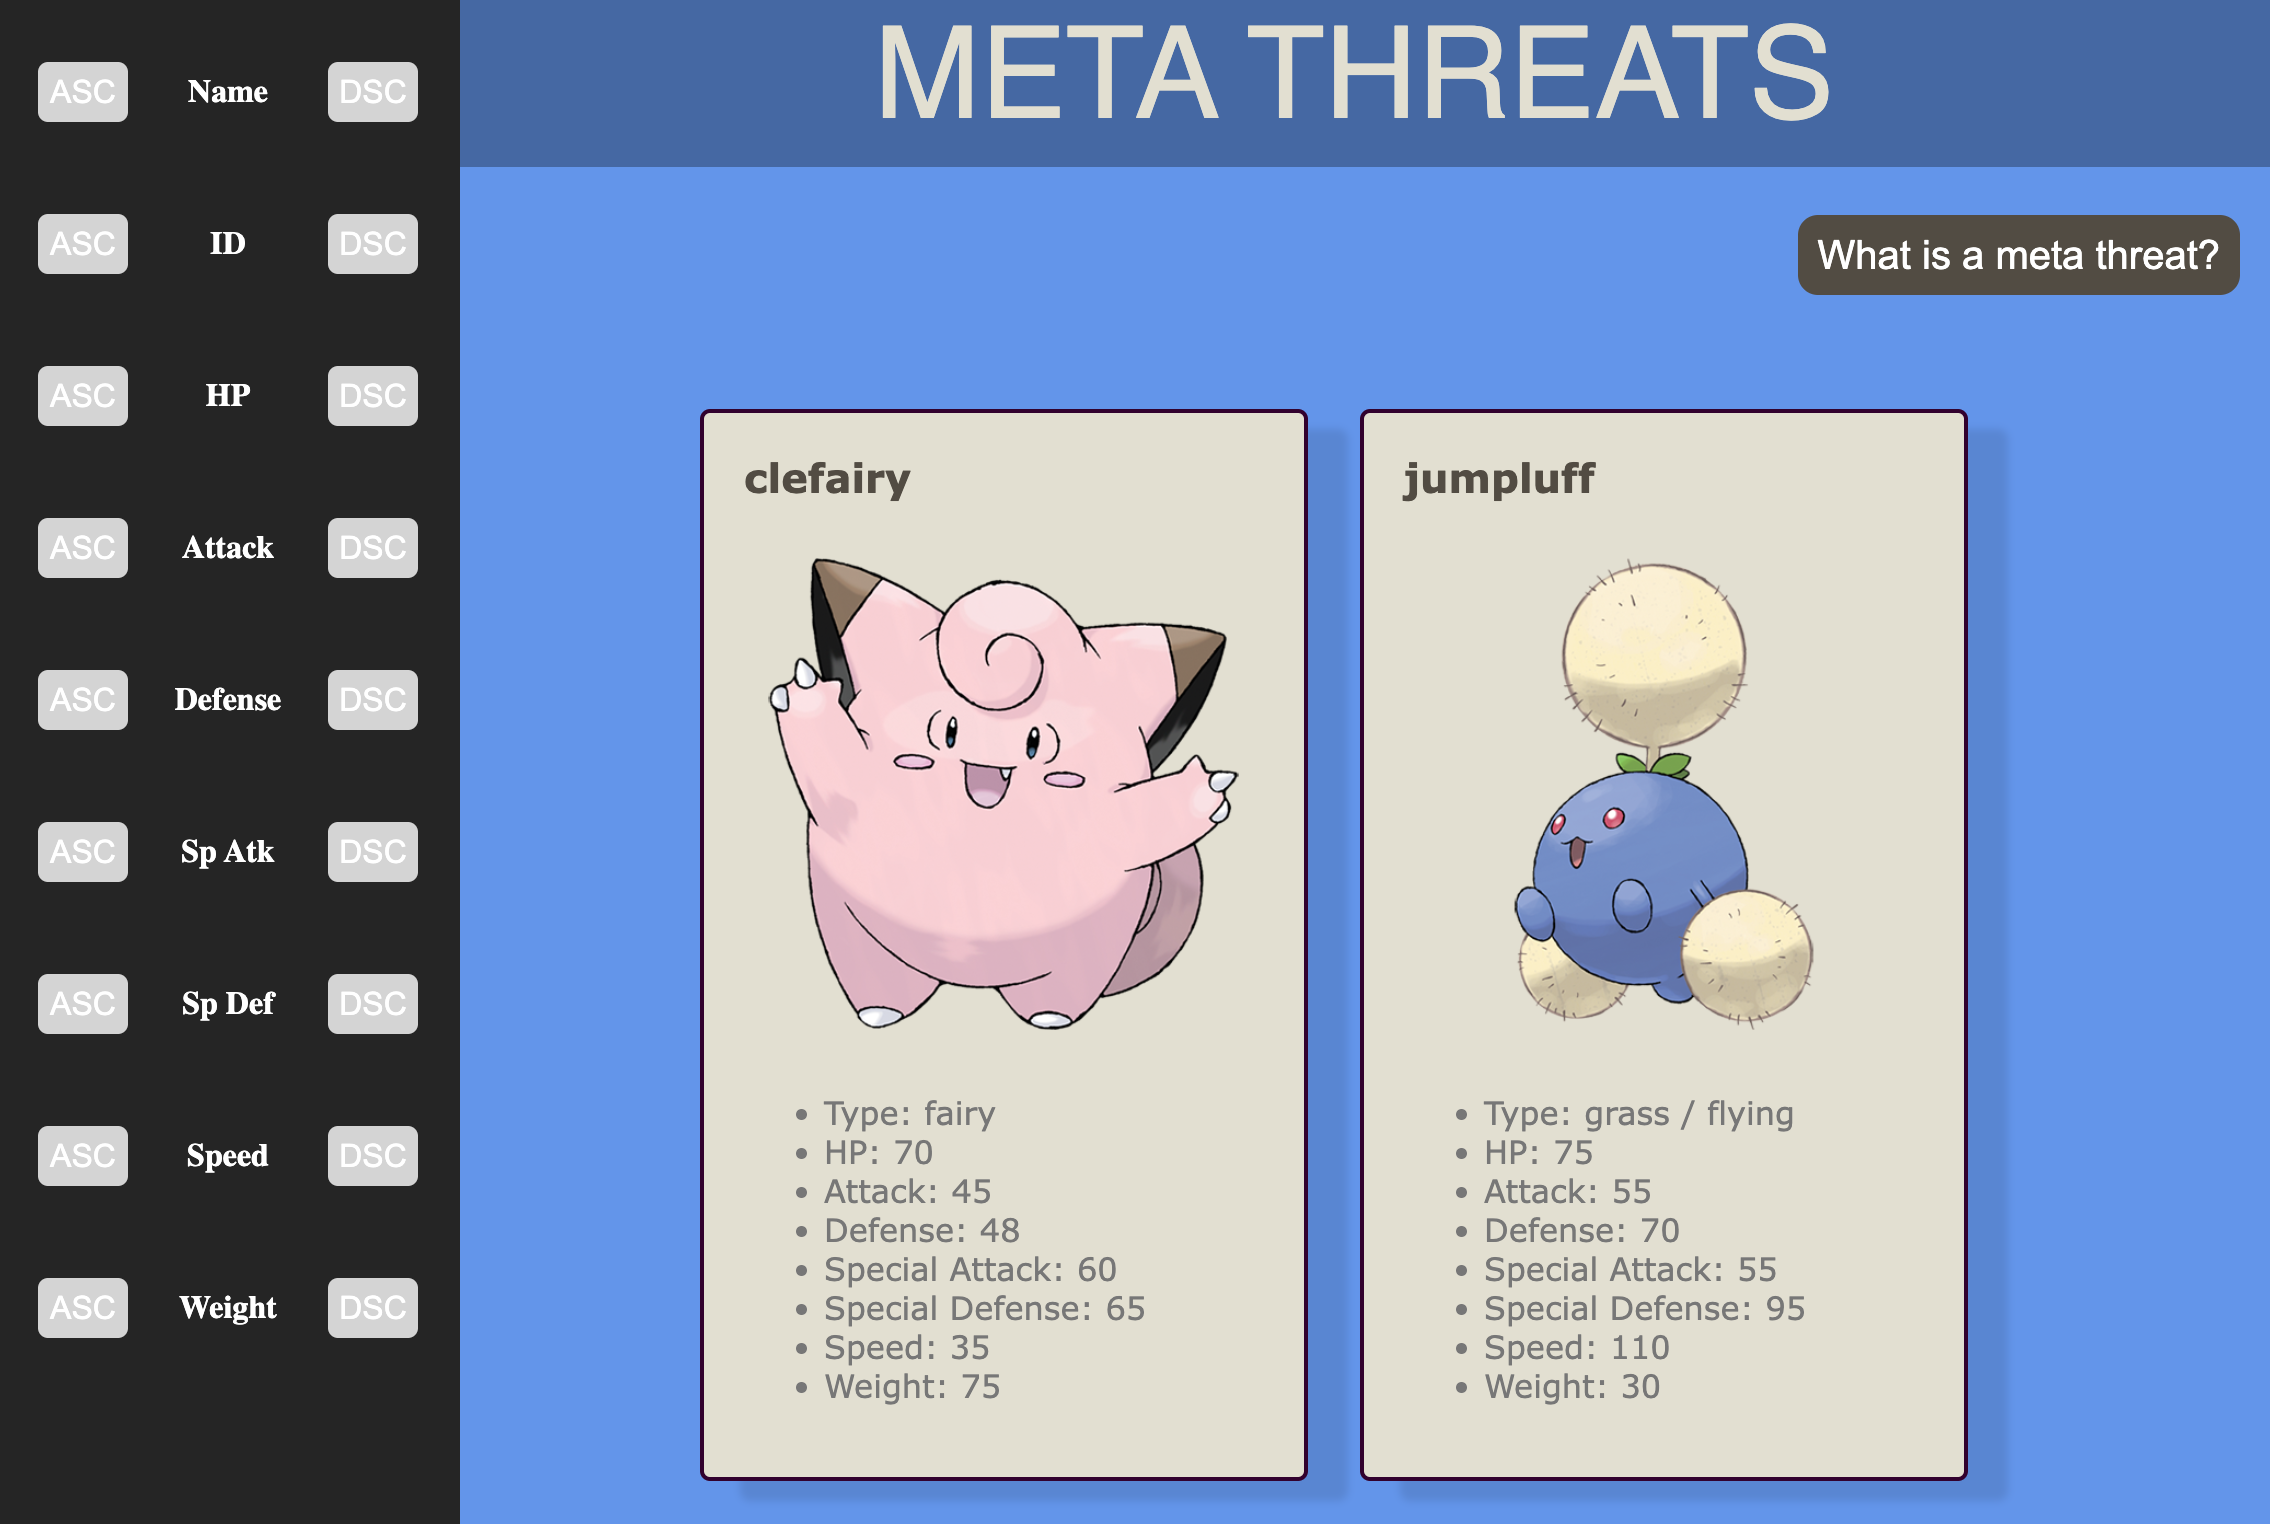 ASC Name DSC
ASC ID DSC
ASC HP DSC
ASC Attack DSC
ASC Defense DSC
ASC Sp Atk DSC
ASC Sp Def DSC
ASC Speed DSC
ASC Weight DSC
META THREATS
What is a meta threat?
clefairy
Type: fairy
HP: 70
Attack: 45
Defense: 48
Special Attack: 60
Special Defense: 65
Speed: 35
Weight: 75
jumpluff
Type: grass / flying
HP: 75
Attack: 55
Defense: 70
Special Attack: 55
Special Defense: 95
Speed: 110
Weight: 30